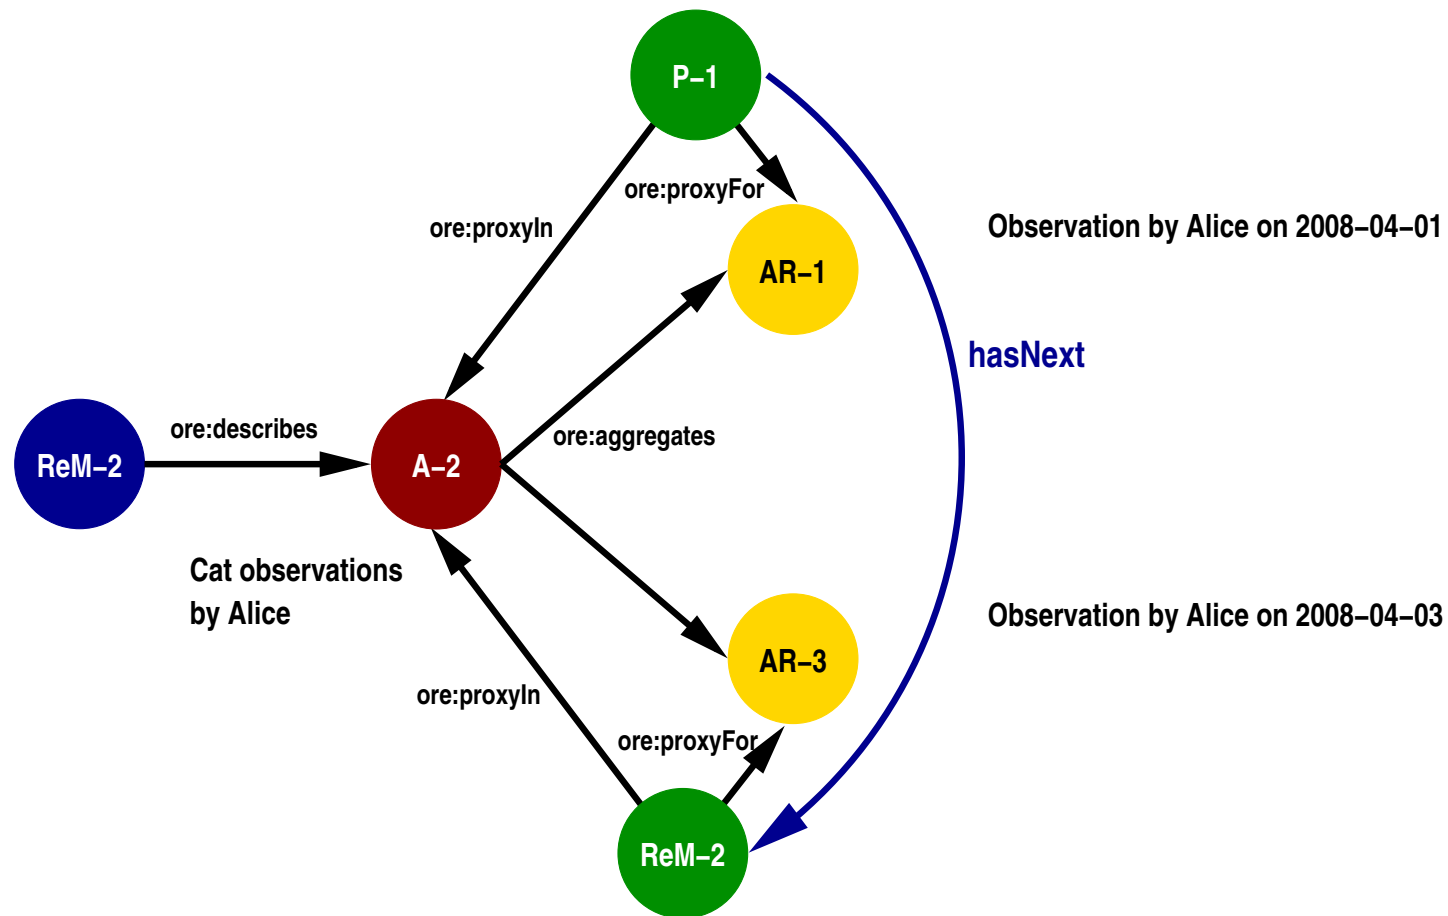 P–1
ore:proxyFor
ore:proxyIn
Observation by Alice on 2008–04–01
AR–1
hasNext
ore:describes
ore:aggregates
ReM–2
A–2
Cat observations
by Alice
Observation by Alice on 2008–04–03
AR–3
ore:proxyIn
ore:proxyFor
ReM–2